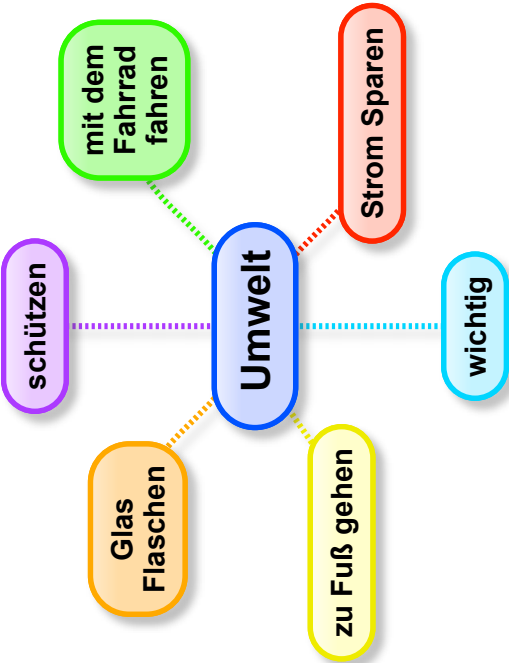 schützen
Glas
Flaschen
mit dem
Fahrrad
fahren
Umwelt
zu Fuß gehen
Strom Sparen
wichtig